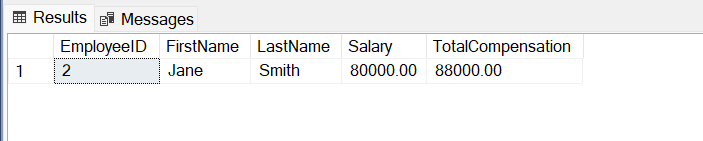 Results Messages
EmployeeID FirstName LastName Salary TotalCompensation
1 2 Jane Smith 80000.00 88000.00